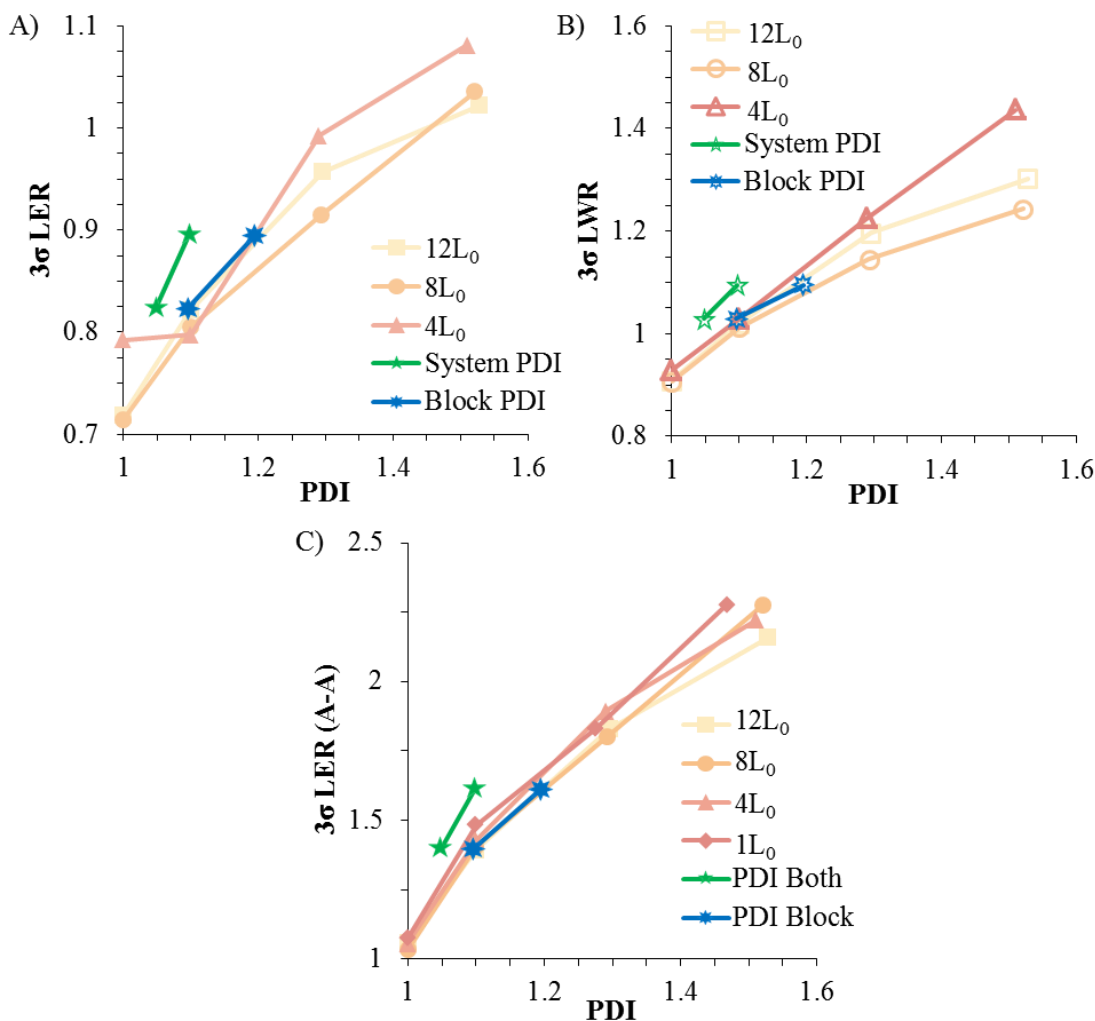 A)
1.1
1
0.9
0.8
0.7
3σ LER
1
1.2
1.4
1.6
PDI
12L₀
8L₀
4L₀
System PDI
Block PDI
B)
1.6
1.4
1.2
1
0.8
3σ LWR
1
1.2
1.4
1.6
PDI
12L₀
8L₀
4L₀
System PDI
Block PDI
C)
2.5
2
1.5
1
3σ LER (A-A)
1
1.2
1.4
1.6
PDI
12L₀
8L₀
4L₀
1L₀
PDI Both
PDI Block